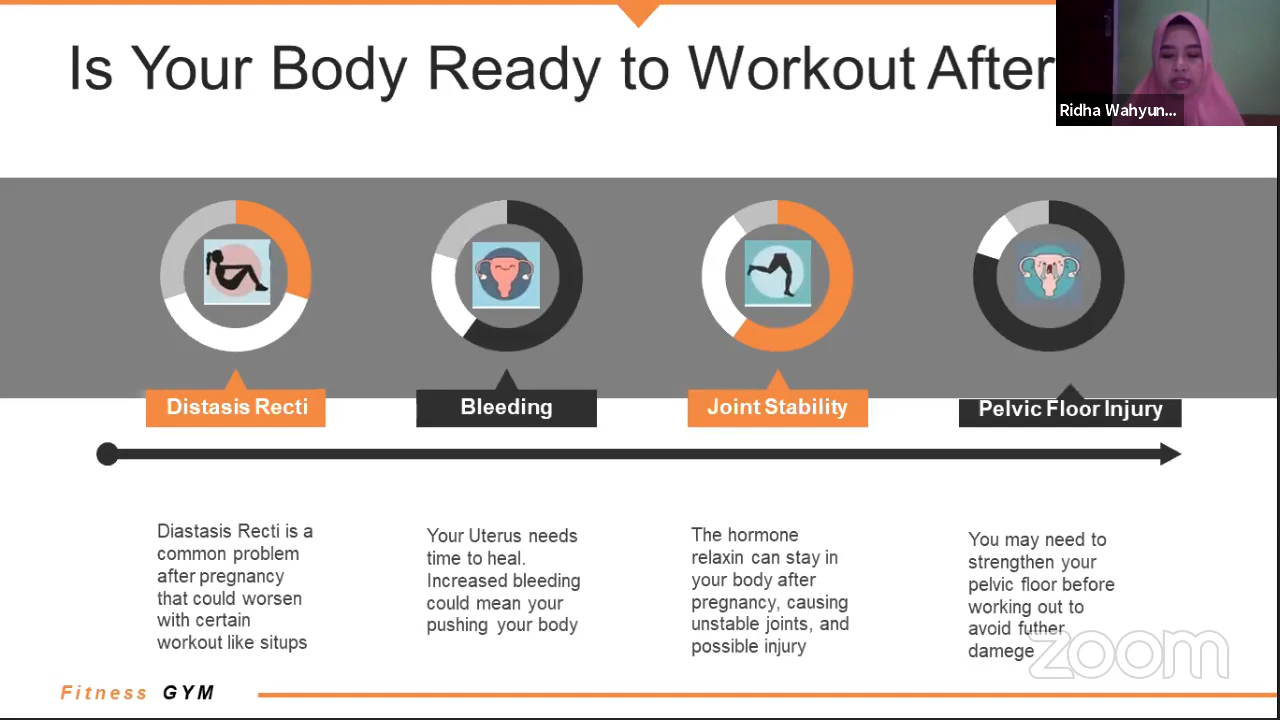 Is Your Body Ready to Workout After
Ridha Wahyun...
Distasis Recti
Bleeding
Joint Stability
Pelvic Floor Injury
Diastasis Recti is a
common problem
after pregnancy
that could worsen
with certain
workout like situps
Your Uterus needs
time to heal.
Increased bleeding
could mean your
pushing your body
The hormone
relaxin can stay in
your body after
pregnancy, causing
unstable joints, and
possible injury
You may need to
strengthen your
pelvic floor before
working out to
avoid futher
damege
zoom
Fitness GYM